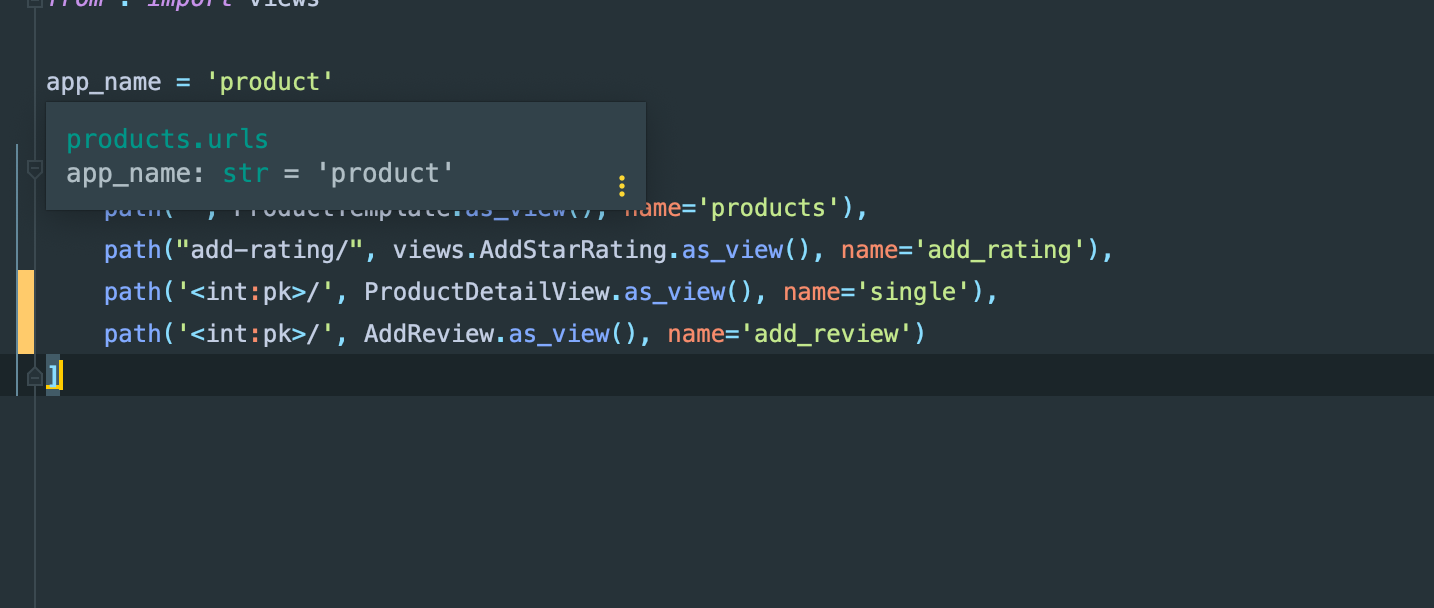 from . import views
app_name = 'product'
products.urls
app_name: str = 'product'
path( , ProductTemplate.as_view(), name='products'),
path("add-rating/", views.AddStarRating.as_view(), name='add_rating'),
path('<int:pk>/', ProductDetailView.as_view(), name='single'),
path('<int:pk>/', AddReview.as_view(), name='add_review')
]